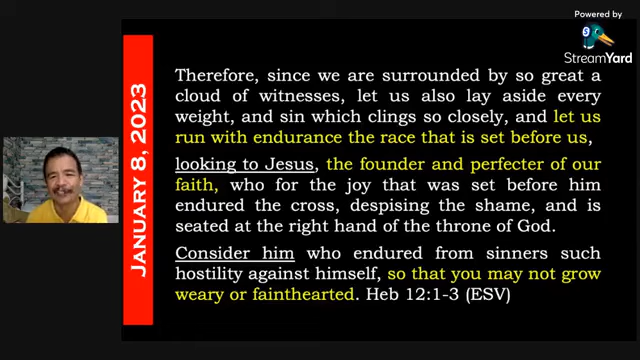 Powered by
StreamYard
JANUARY 8, 2023
Therefore, since we are surrounded by so great a
cloud of witnesses, let us also lay aside every
weight, and sin which clings so closely, and let us
run with endurance the race that is set before us,
looking to Jesus, the founder and perfecter of our
faith, who for the joy that was set before him
endured the cross, despising the shame, and is
seated at the right hand of the throne of God.
Consider him who endured from sinners such
hostility against himself, so that you may not grow
weary or fainthearted. Heb 12:1-3 (ESV)